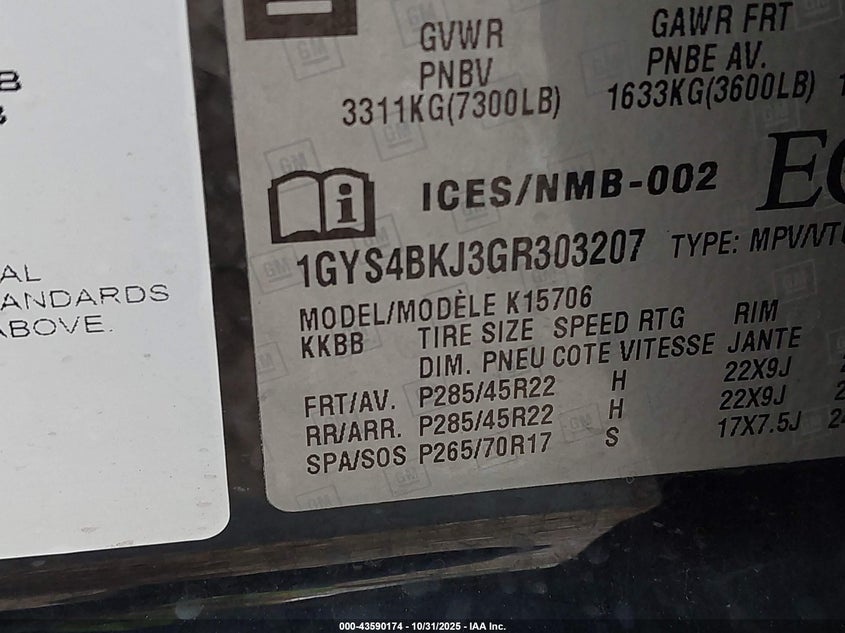 B
3
AL
ANDARDS
ABOVE.
GVWR
PNBV
3311KG(7300LB)
GAWR FRT
PNBE AV.
1633KG(3600LB)
GM
ICES/NMB-002
1GYS4BKJ3GR303207 TYPE: MPV/VT
MODEL/MODÈLE K15706
KKBB TIRE SIZE SPEED RTG RIM
DIM. PNEU COTE VITESSE JANTE
FRT/AV. P285/45R22 H 22X9J
RR/ARR. P285/45R22 H 22X9J
SPA/SOS P265/70R17 S 17X7.5J
000-43590174 - 10/31/2025 - IAA Inc.